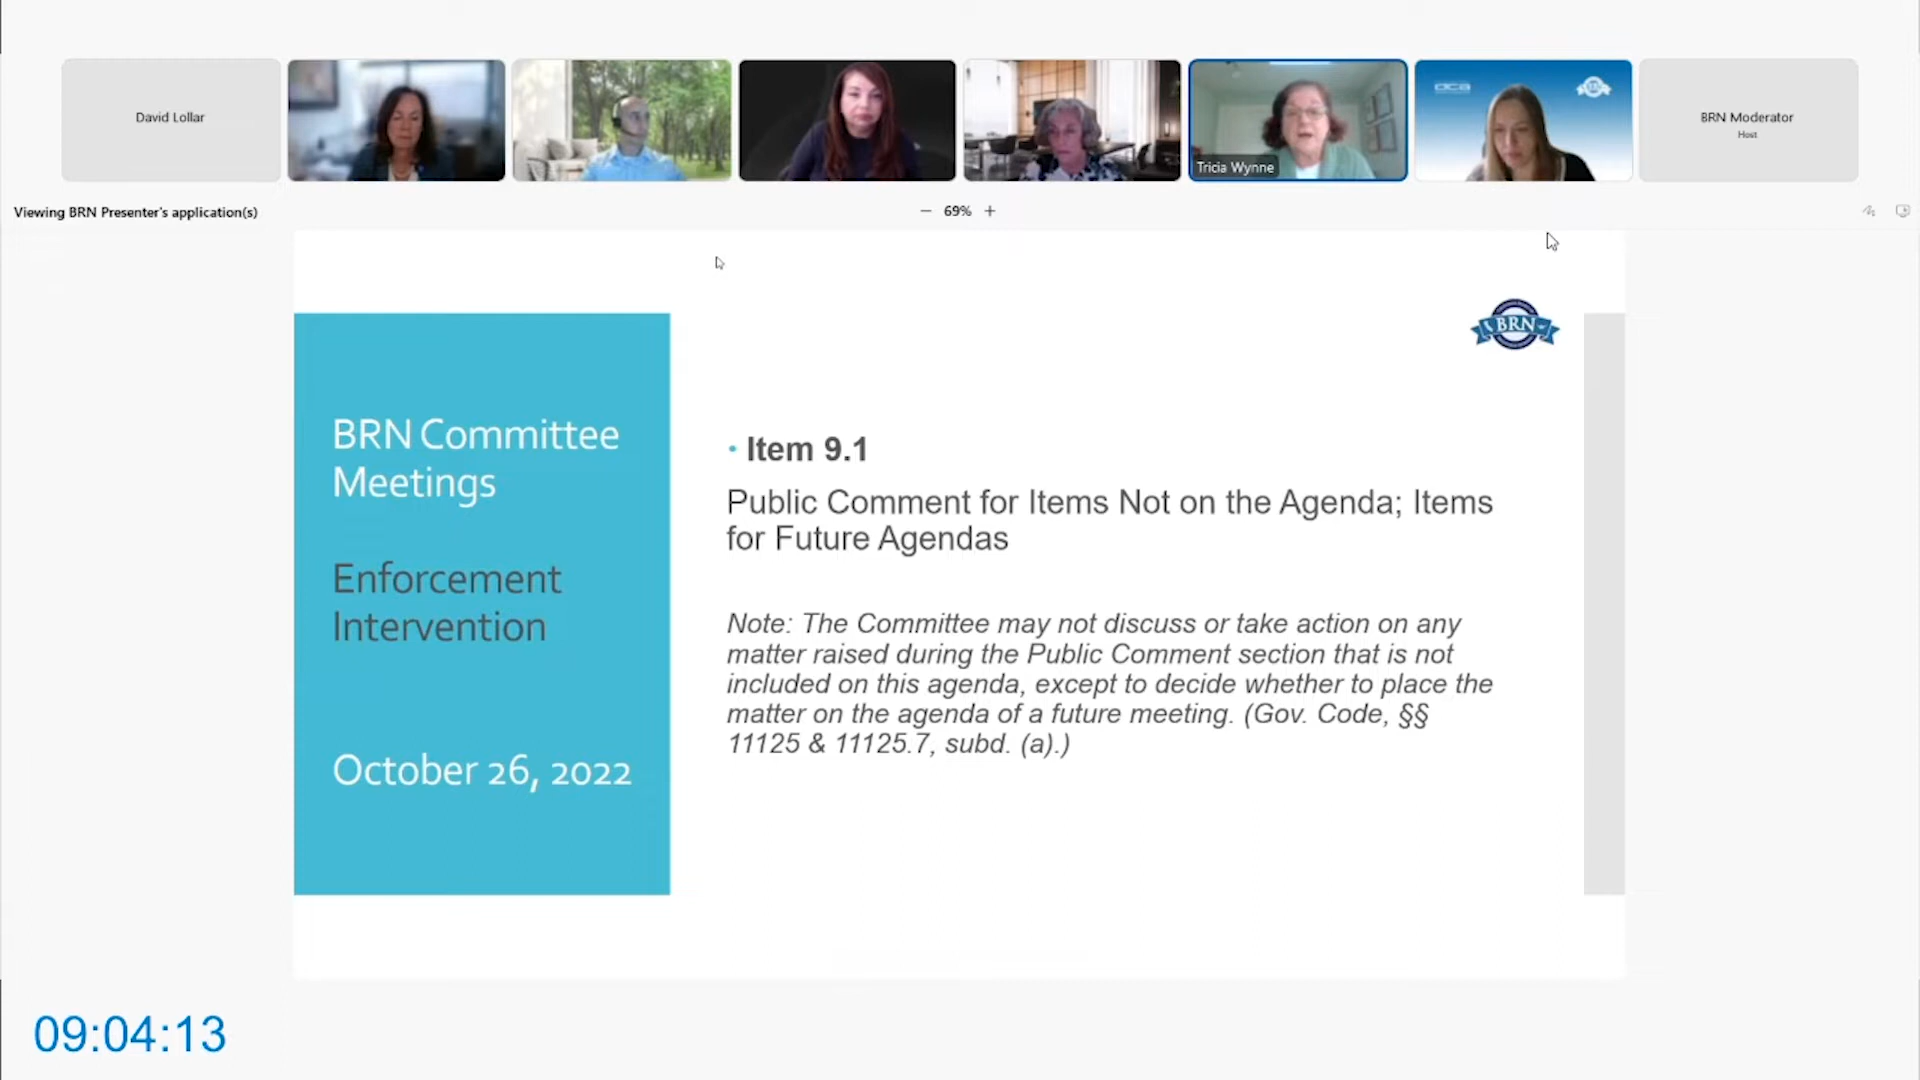 David Lollar
Tricia Wynne
BRN Moderator
Host
Viewing BRN Presenter's application(s)
69%
BRN
BRN Committee
Meetings
Enforcement
Intervention
October 26, 2022
• Item 9.1
Public Comment for Items Not on the Agenda; Items
for Future Agendas
Note: The Committee may not discuss or take action on any
matter raised during the Public Comment section that is not
included on this agenda, except to decide whether to place the
matter on the agenda of a future meeting. (Gov. Code, §§
11125 & 11125.7, subd. (a).)
09:04:13